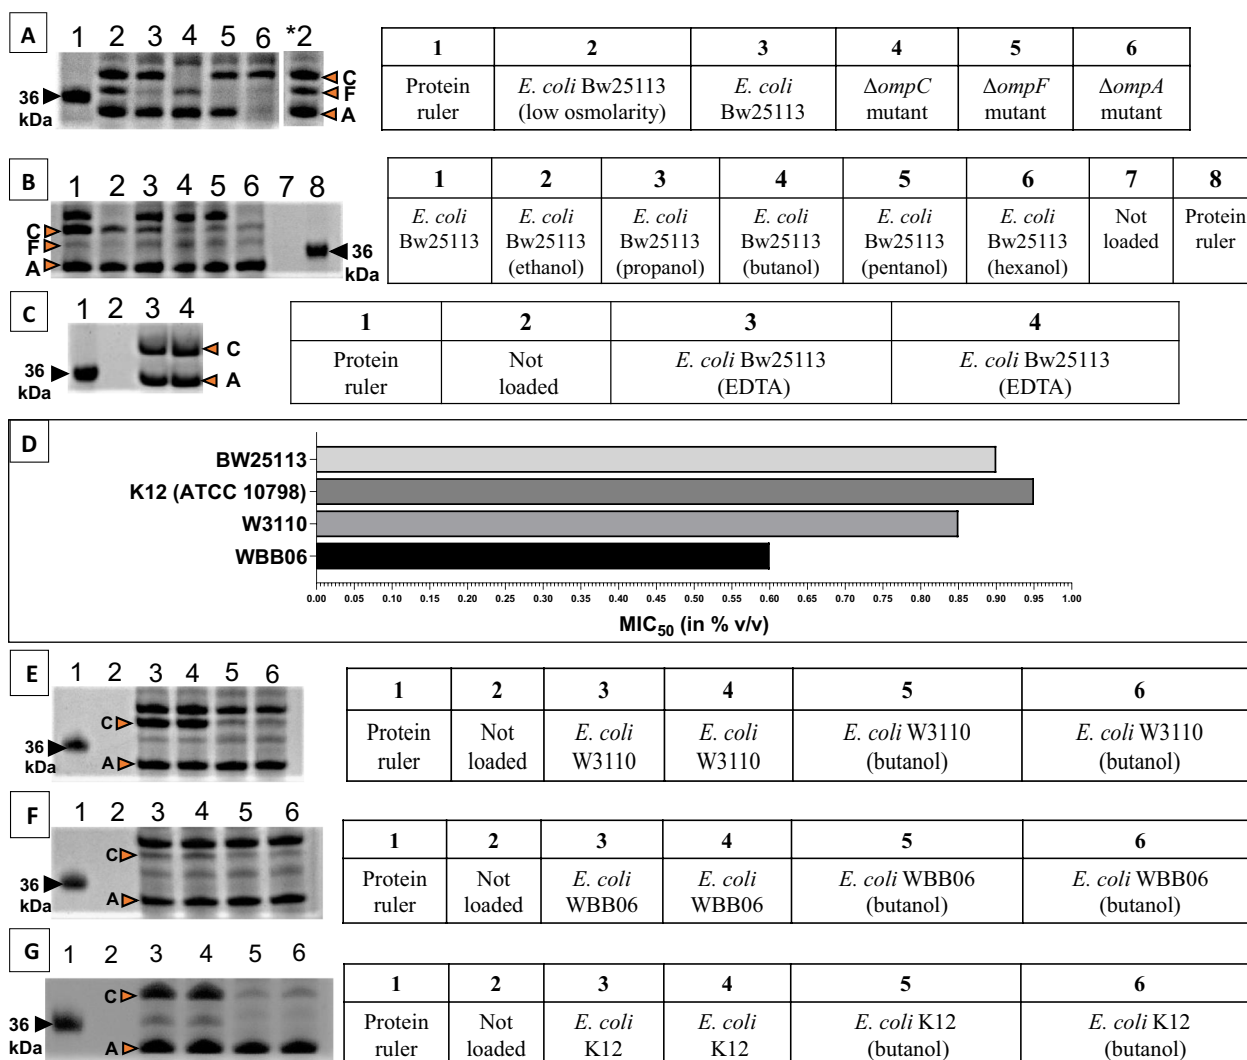 A
1 2 3 4 5 6 *2
36
kDa
C
F
A
1 2 3 4 5 6
Protein ruler
E. coli Bw25113 (low osmolarity)
E. coli Bw25113
ΔompC mutant
ΔompF mutant
ΔompA mutant
B
1 2 3 4 5 6 7 8
C
F
A
36
kDa
1 2 3 4 5 6 7 8
E. coli Bw25113
E. coli Bw25113 (ethanol)
E. coli Bw25113 (propanol)
E. coli Bw25113 (butanol)
E. coli Bw25113 (pentanol)
E. coli Bw25113 (hexanol)
Not loaded
Protein ruler
C
1 2 3 4
36
kDa
C
A
1 2 3 4
Protein ruler
Not loaded
E. coli Bw25113 (EDTA)
E. coli Bw25113 (EDTA)
D
BW25113
K12 (ATCC 10798)
W3110
WBB06
0.00 0.05 0.10 0.15 0.20 0.25 0.30 0.35 0.40 0.45 0.50 0.55 0.60 0.65 0.70 0.75 0.80 0.85 0.90 0.95 1.00
MIC50 (in % v/v)
E
1 2 3 4 5 6
C
36
kDa
A
1 2 3 4 5 6
Protein ruler
Not loaded
E. coli W3110
E. coli W3110
E. coli W3110 (butanol)
E. coli W3110 (butanol)
F
1 2 3 4 5 6
C
36
kDa
A
1 2 3 4 5 6
Protein ruler
Not loaded
E. coli WBB06
E. coli WBB06
E. coli WBB06 (butanol)
E. coli WBB06 (butanol)
G
1 2 3 4 5 6
C
36
kDa
A
1 2 3 4 5 6
Protein ruler
Not loaded
E. coli K12
E. coli K12
E. coli K12 (butanol)
E. coli K12 (butanol)